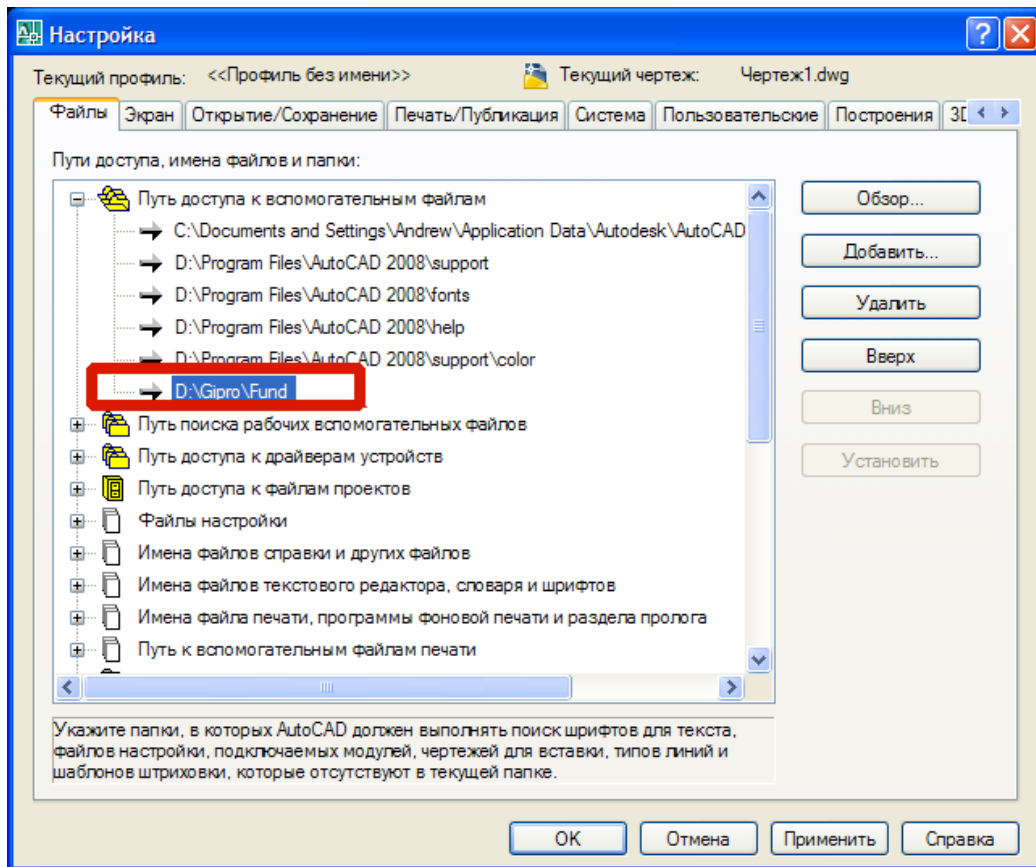 Настройка
Текущий профиль: <<Профиль без имени>> Текущий чертеж: Чертеж1.dwg
Файлы Экран Открытие/Сохранение Печать/Публикация Система Пользовательские Построения 3D
Пути доступа, имена файлов и папки:
Путь доступа к вспомогательным файлам
C:\Documents and Settings\Andrew\Application Data\Autodesk\AutoCAD
D:\Program Files\AutoCAD 2008\support
D:\Program Files\AutoCAD 2008\fonts
D:\Program Files\AutoCAD 2008\help
D:\Program Files\AutoCAD 2008\support\color
D:\Gipro\Fund
Путь поиска рабочих вспомогательных файлов
Путь доступа к драйверам устройств
Путь доступа к файлам проектов
Файлы настройки
Имена файлов справки и других файлов
Имена файлов текстового редактора, словаря и шрифтов
Имена файла печати, программы фоновой печати и раздела пролога
Путь к вспомогательным файлам печати
Обзор...
Добавить...
Удалить
Вверх
Вниз
Установить
Укажите папки, в которых AutoCAD должен выполнять поиск шрифтов для текста,
файлов настройки, подключаемых модулей, чертежей для вставки, типов линий и
шаблонов штриховки, которые отсутствуют в текущей папке.
OK Отмена Применить Справка